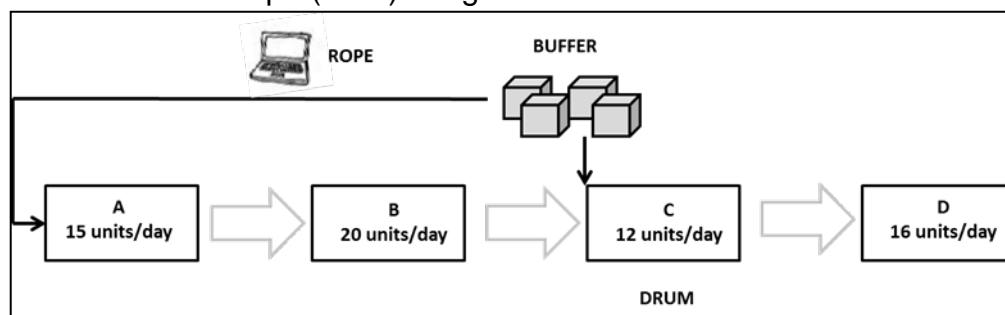 ROPE
BUFFER
A
15 units/day
B
20 units/day
C
12 units/day
D
16 units/day
DRUM